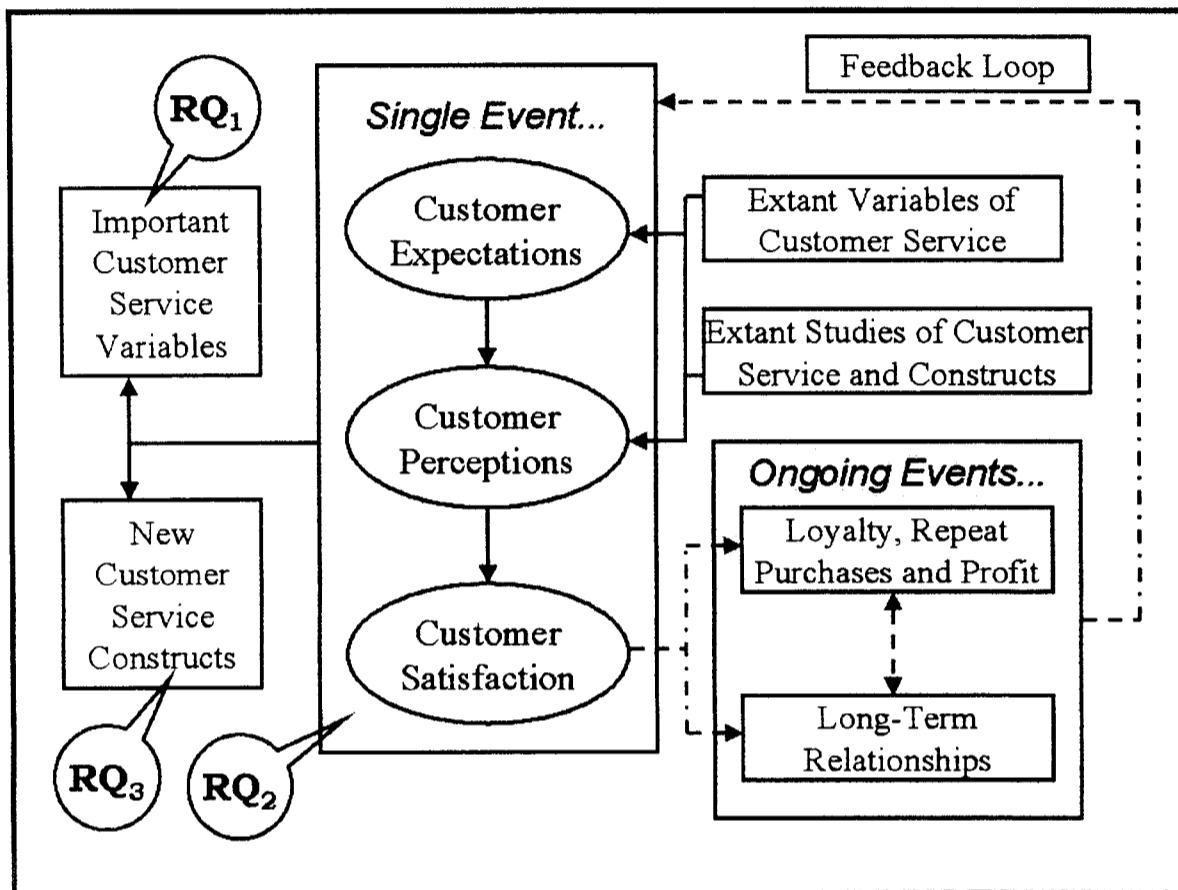 Feedback Loop
RQ1
Single Event...
Important
Customer
Service
Variables
Customer
Expectations
Extant Variables of
Customer Service
Extant Studies of Customer
Service and Constructs
Customer
Perceptions
New
Customer
Service
Constructs
Ongoing Events...
Loyalty, Repeat
Purchases and Profit
Customer
Satisfaction
Long-Term
Relationships
RQ3
RQ2